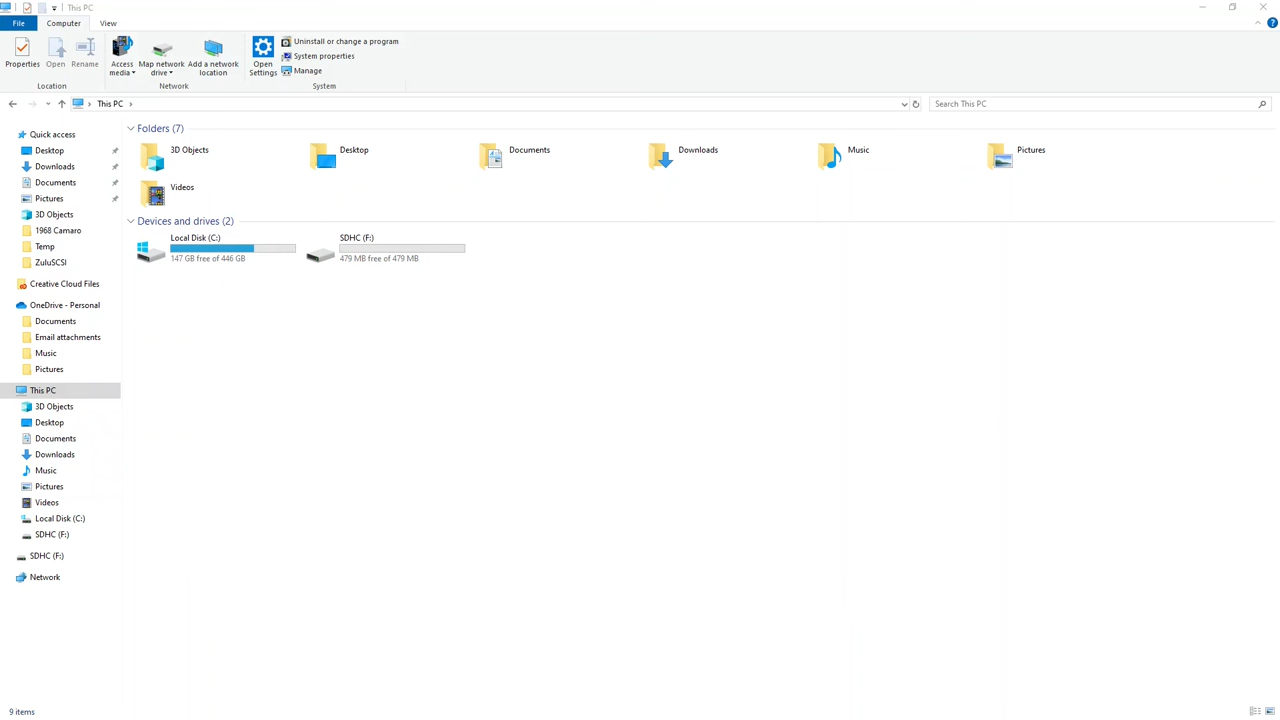 This PC
File
Computer
View
Properties
Open
Rename
Access media
Map network drive
Add a network location
Open Settings
Uninstall or change a program
System properties
Manage
Location
Network
System
This PC
Search This PC
Quick access
Desktop
Downloads
Documents
Pictures
3D Objects
1968 Camaro
Temp
ZuluSCSI
Creative Cloud Files
OneDrive - Personal
Documents
Email attachments
Music
Pictures
This PC
3D Objects
Desktop
Documents
Downloads
Music
Pictures
Videos
Local Disk (C:)
SDHC (F:)
SDHC (F:)
Network
Folders (7)
3D Objects
Desktop
Documents
Downloads
Music
Pictures
Videos
Devices and drives (2)
Local Disk (C:)
147 GB free of 446 GB
SDHC (F:)
479 MB free of 479 MB
9 items